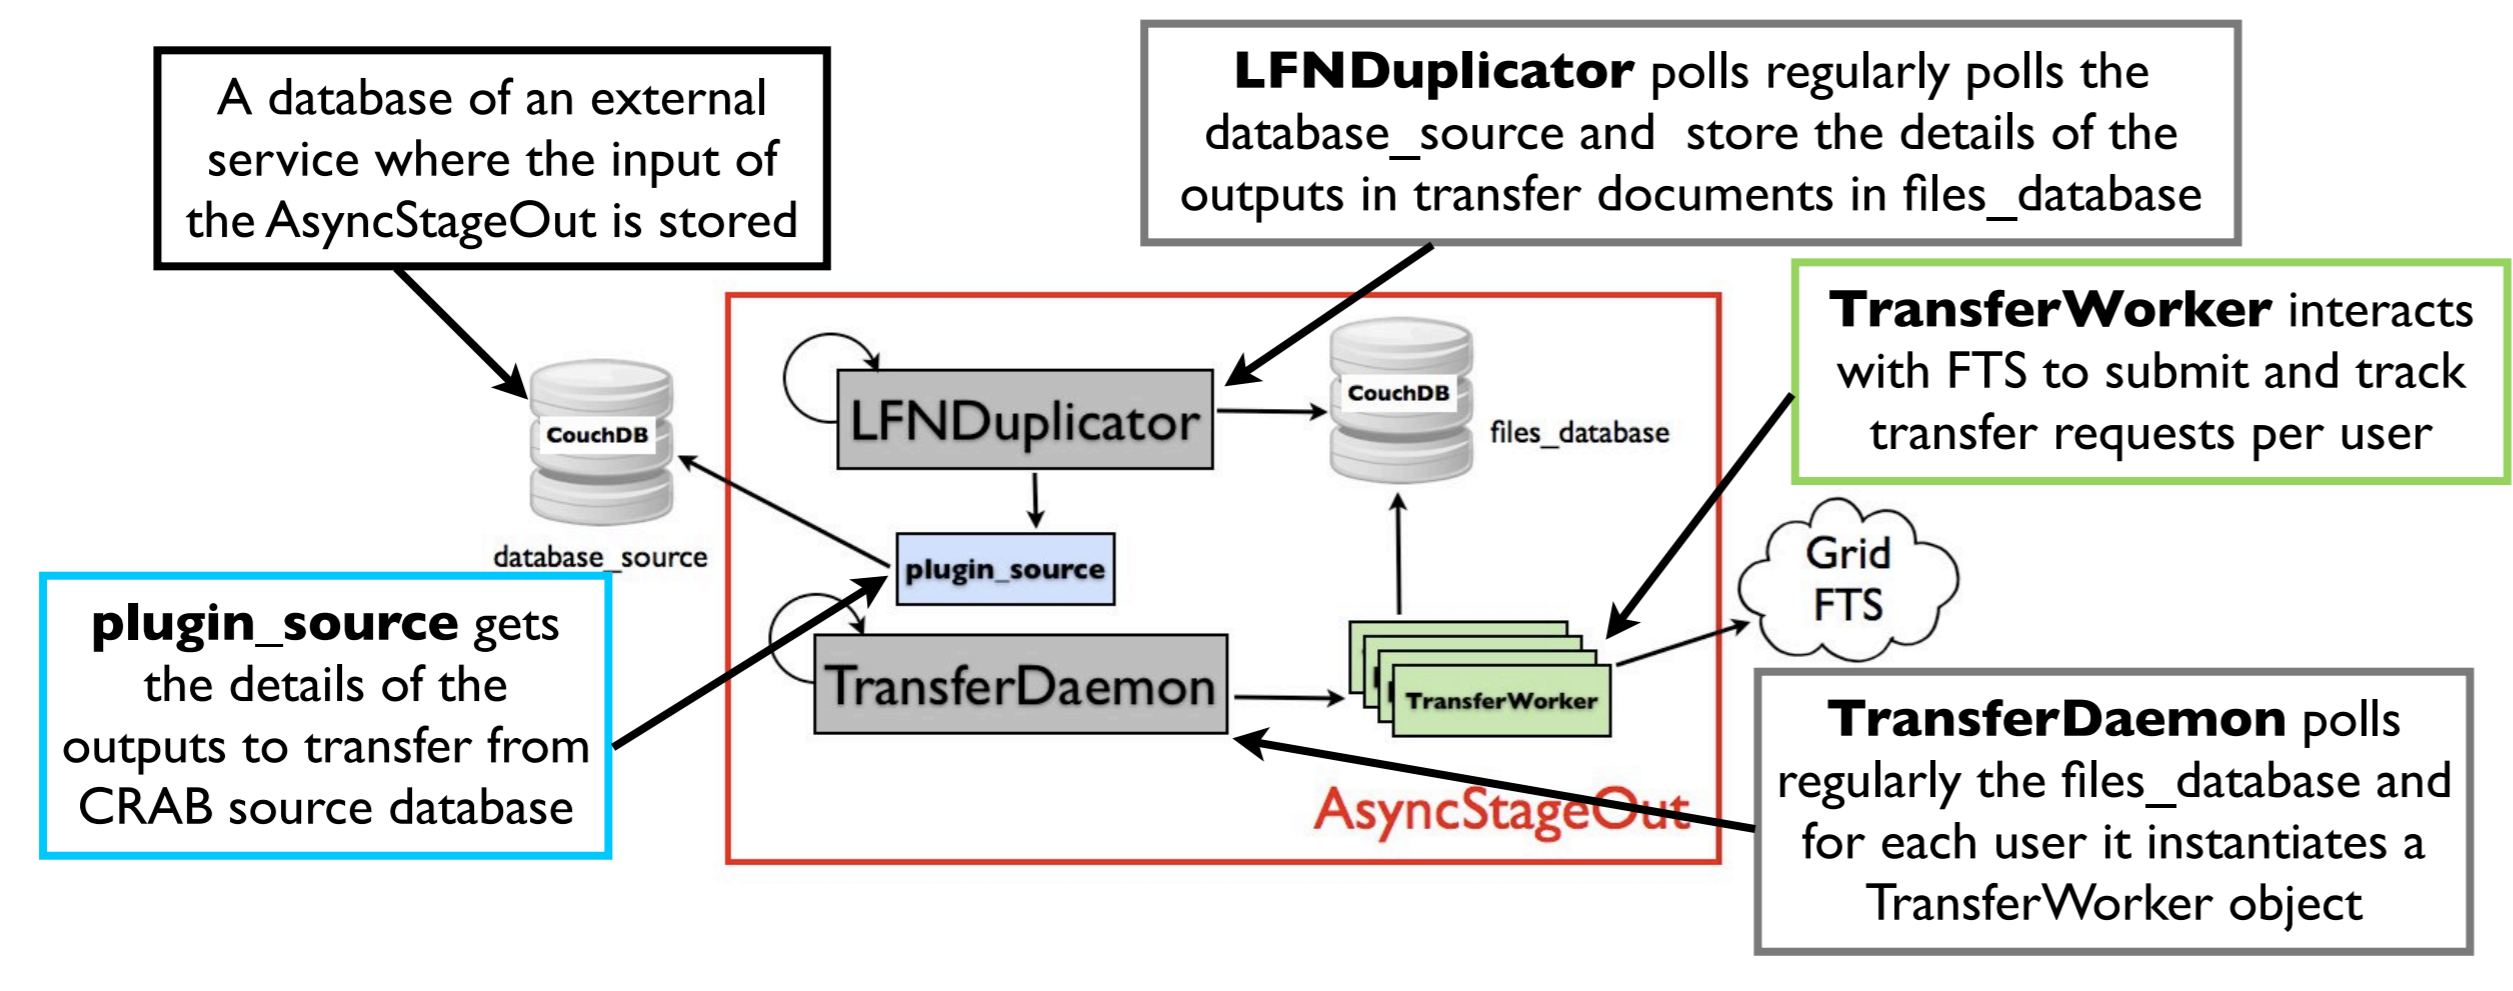 A database of an external
service where the input of
the AsyncStageOut is stored
LFNDuplicator polls regularly polls the
database_source and store the details of the
outputs in transfer documents in files_database
TransferWorker interacts
with FTS to submit and track
transfer requests per user
CouchDB
database_source
LFNDuplicator
CouchDB
files_database
plugin_source
Grid
FTS
plugin_source gets
the details of the
outputs to transfer from
CRAB source database
TransferDaemon
TransferWorker
AsyncStageOut
TransferDaemon polls
regularly the files_database and
for each user it instantiates a
TransferWorker object